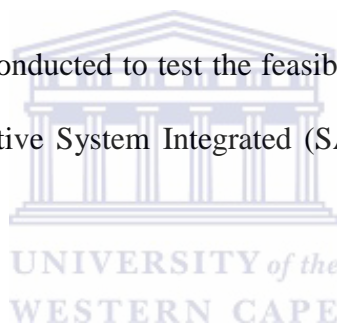 onducted to test the feasib
tive System Integrated (SA
UNIVERSITY of the
WESTERN CAPE